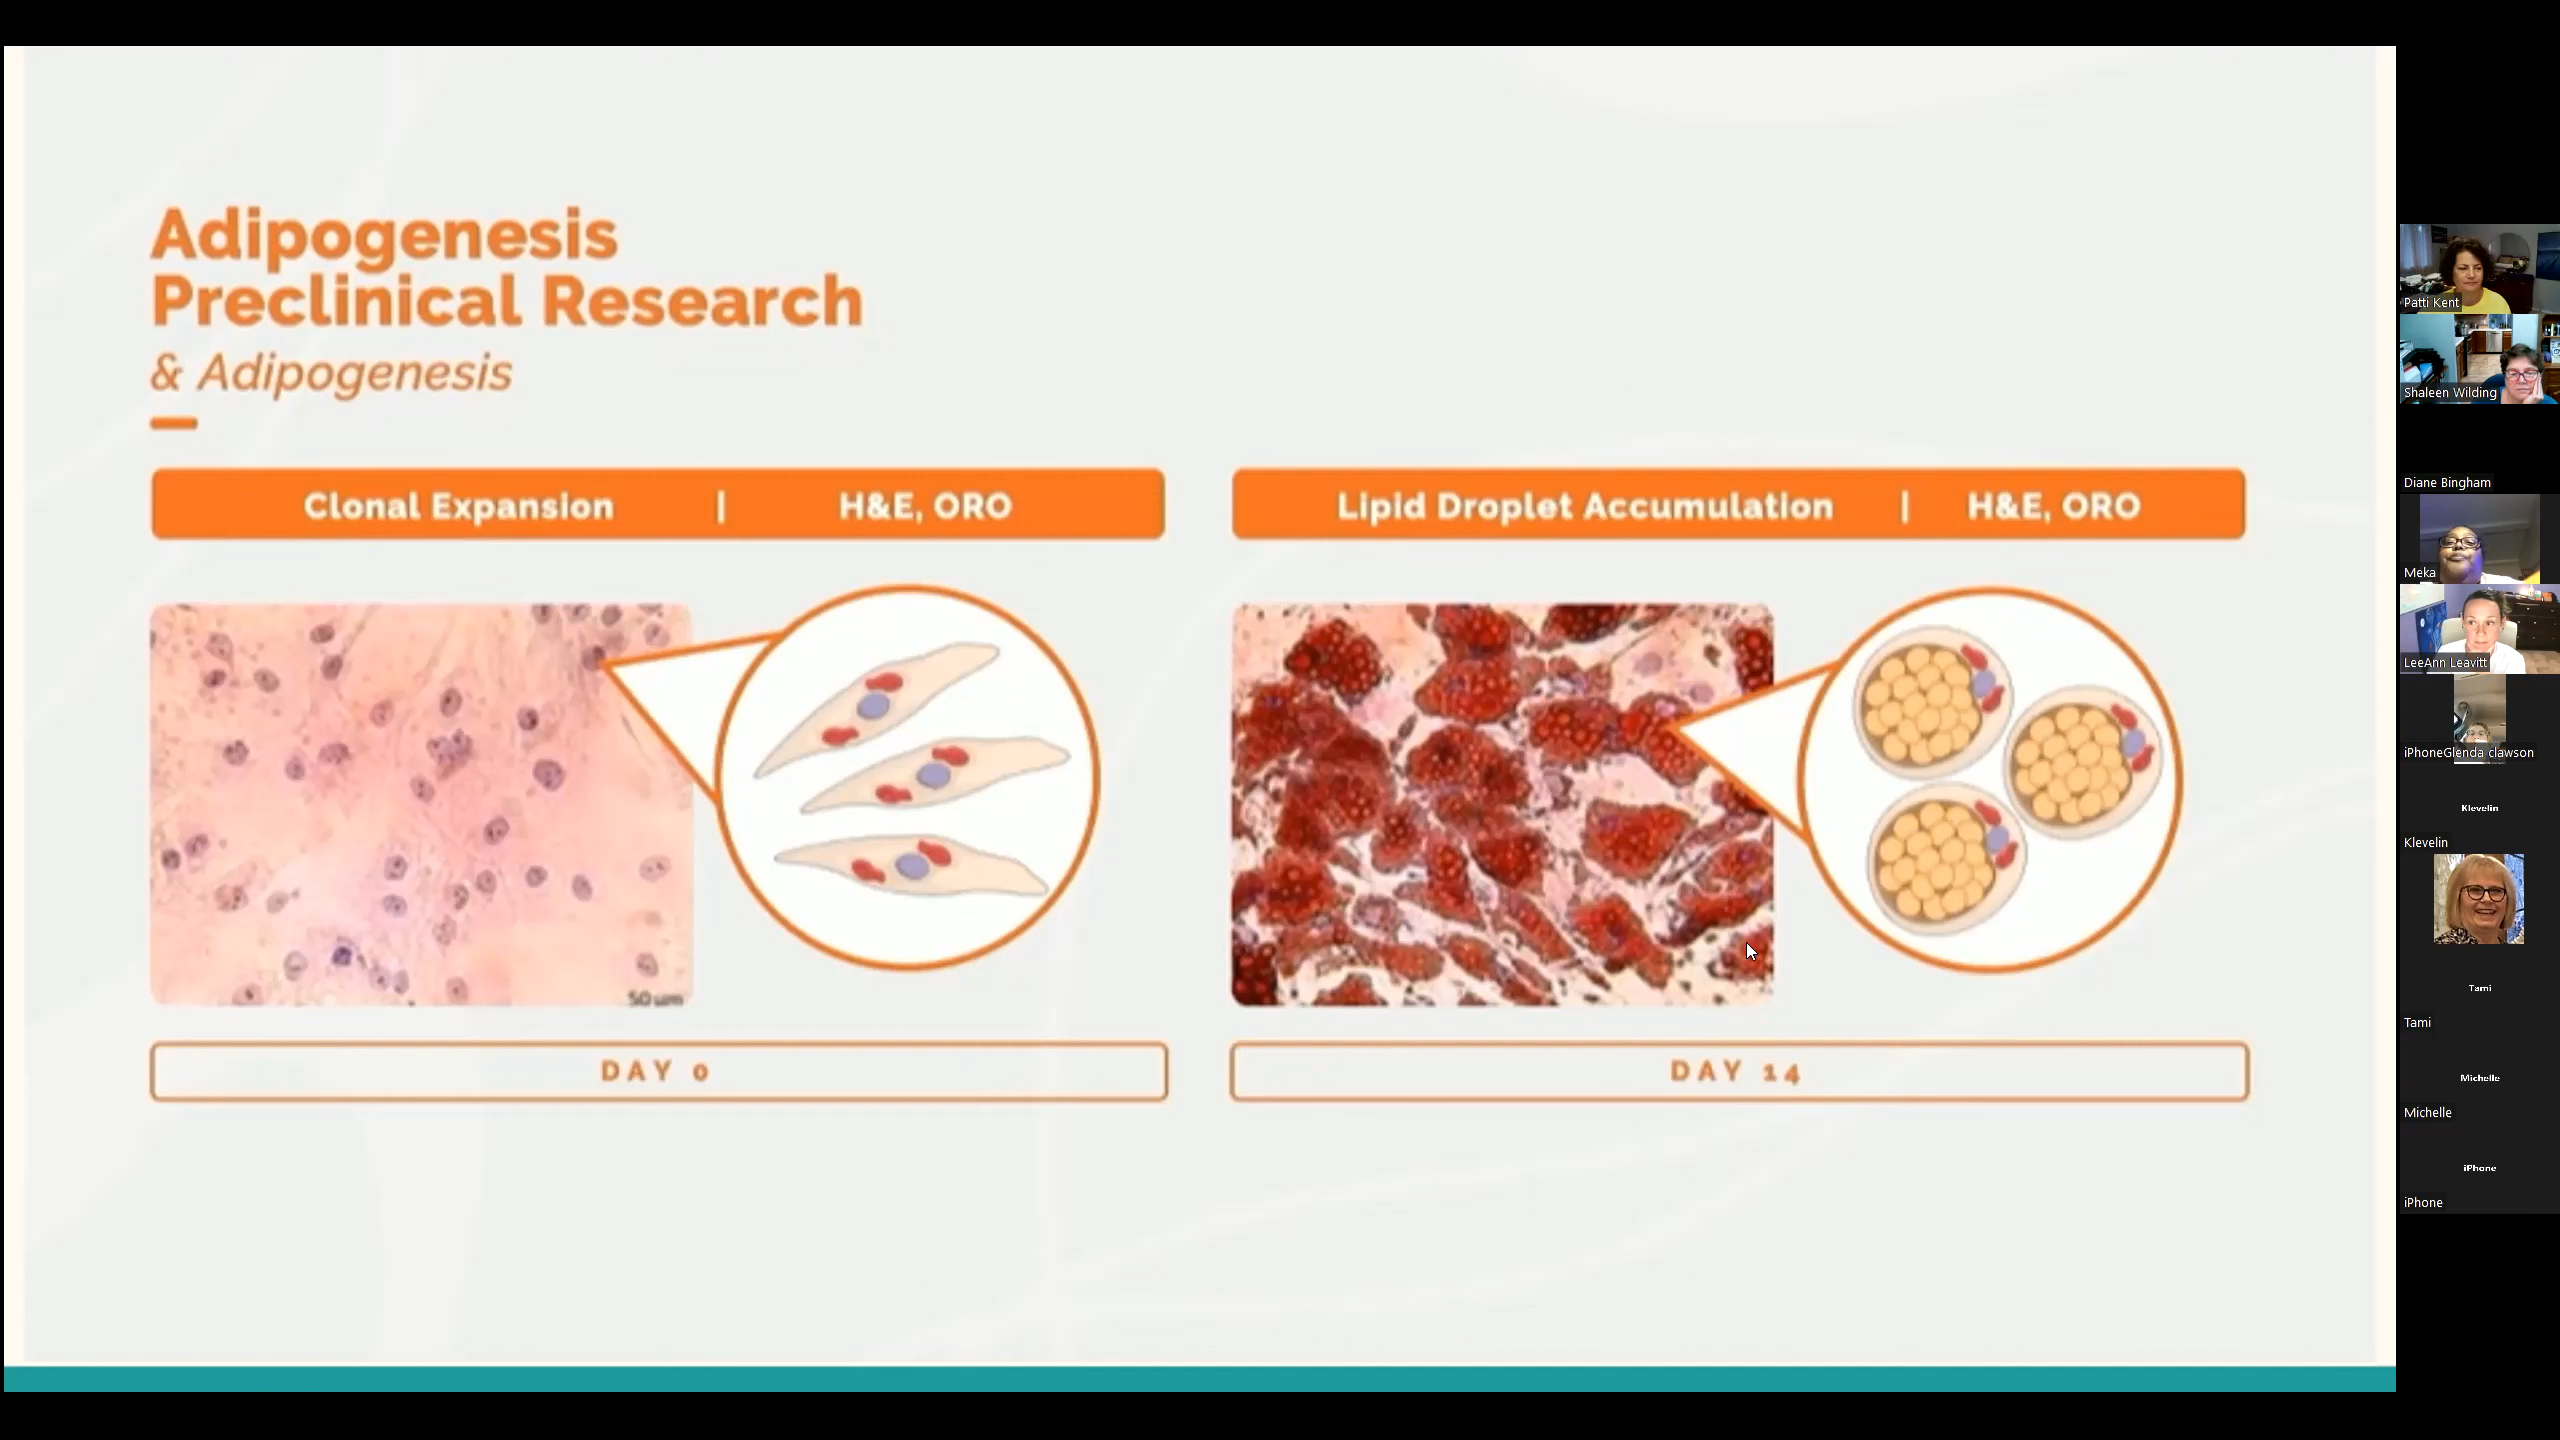 Adipogenesis
Preclinical Research
& Adipogenesis
Clonal Expansion | H&E, ORO
Lipid Droplet Accumulation | H&E, ORO
50 um
DAY 0
DAY 14
Patti Kent
Shaleen Wilding
Diane Bingham
Meka
LeeAnn Leavitt
iPhoneGlenda clawson
Klevelin
Klevelin
Tami
Tami
Michelle
Michelle
iPhone
iPhone